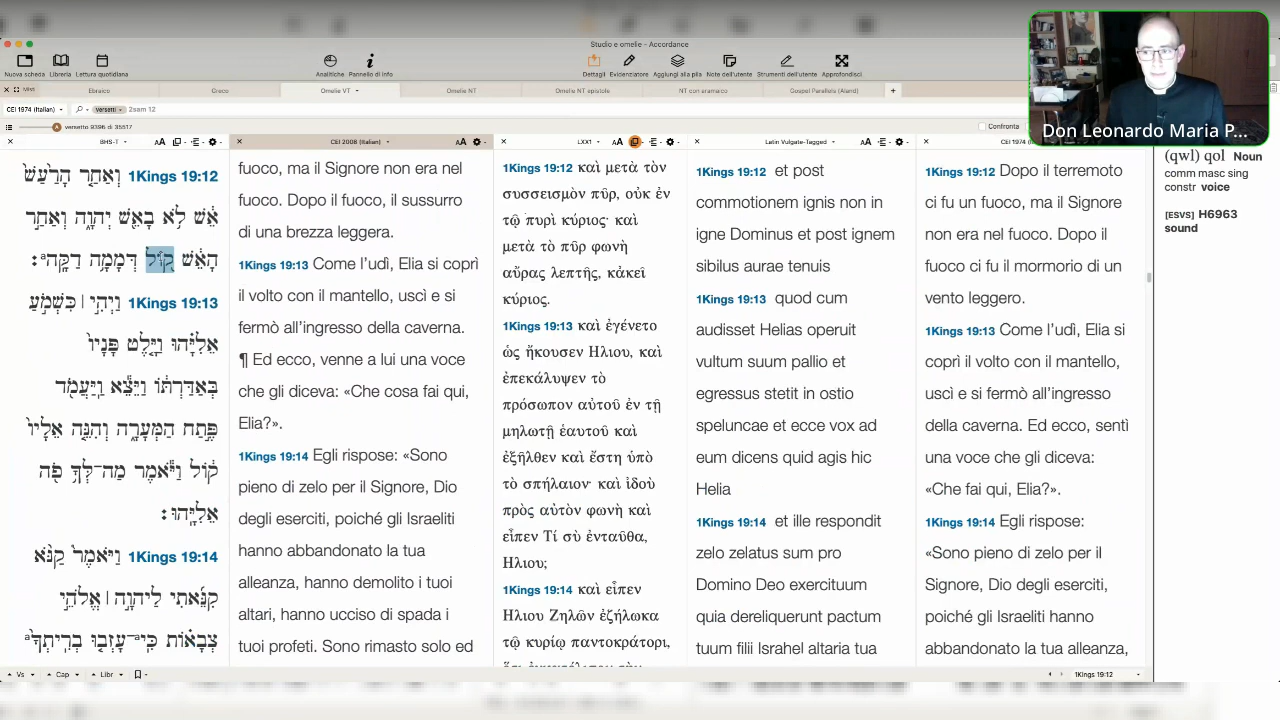 Studio e omelie - Accordance
Nuova scheda Libreria Lettura quotidiana Analitiche Pannello di info Dettagli Evidenziatore Aggiungi alla pila Note dell'utente Strumenti dell'utente Approfondisci
Ebraico Greco Omelie VT Omelie NT Omelie NT epistole NT con aramaico Gospel Parallels (Aland) +
CEI 1974 (Italian) versetti 2sam 12
versetto 9396 di 35517 Confronta
BHS-T
וְאַחַ֤ר הָרַ֙עַשׁ֙ 1Kings 19:12
אֵ֔שׁ לֹ֥א בָאֵ֖שׁ יְהוָ֑ה וְאַחַ֣ר
הָאֵ֔שׁ ק֖וֹל דְּמָמָ֥ה דַקָּֽה׃
וַיְהִ֣י ׀ כִּשְׁמֹ֣עַ 1Kings 19:13
אֵלִיָּ֗הוּ וַיָּ֤לֶט פָּנָיו֙
בְּאַדַּרְתּ֔וֹ וַיֵּצֵ֕א וַֽיַּעֲמֹ֖ד
פֶּ֣תַח הַמְּעָרָ֑ה וְהִנֵּ֤ה אֵלָיו֙
ק֔וֹל וַיֹּ֕אמֶר מַה־לְּךָ֥ פֹ֖ה
אֵלִיָּֽהוּ׃
וַיֹּאמֶר֩ קַנֹּ֨א 1Kings 19:14
קִנֵּ֜אתִי לַיהוָ֣ה ׀ אֱלֹהֵ֣י
צְבָא֗וֹת כִּֽי־עָזְב֤וּ בְרִֽיתְךָ֙
CEI 2008 (Italian)
fuoco, ma il Signore non era nel
fuoco. Dopo il fuoco, il sussurro
di una brezza leggera.
1Kings 19:13 Come l'udì, Elia si coprì
il volto con il mantello, uscì e si
fermò all'ingresso della caverna.
¶ Ed ecco, venne a lui una voce
che gli diceva: «Che cosa fai qui,
Elia?».
1Kings 19:14 Egli rispose: «Sono
pieno di zelo per il Signore, Dio
degli eserciti, poiché gli Israeliti
hanno abbandonato la tua
alleanza, hanno demolito i tuoi
altari, hanno ucciso di spada i
tuoi profeti. Sono rimasto solo ed
LXX1
1Kings 19:12 καὶ μετὰ τὸν
συσσεισμὸν πῦρ, οὐκ ἐν
τῷ πυρὶ κύριος· καὶ
μετὰ τὸ πῦρ φωνὴ
αὔρας λεπτῆς, κἀκεῖ
κύριος.
1Kings 19:13 καὶ ἐγένετο
ὡς ἤκουσεν Ηλιου, καὶ
ἐπεκάλυψεν τὸ
πρόσωπον αὐτοῦ ἐν τῇ
μηλωτῇ ἑαυτοῦ καὶ
ἐξῆλθεν καὶ ἔστη ὑπὸ
τὸ σπήλαιον· καὶ ἰδοὺ
πρὸς αὐτὸν φωνὴ καὶ
εἶπεν Τί σὺ ἐνταῦθα,
Ηλιου;
1Kings 19:14 καὶ εἶπεν
Ηλιου Ζηλῶν ἐζήλωκα
τῷ κυρίῳ παντοκράτορι,
Latin Vulgate-Tagged
1Kings 19:12 et post
commotionem ignis non in
igne Dominus et post ignem
sibilus aurae tenuis
1Kings 19:13 quod cum
audisset Helias operuit
vultum suum pallio et
egressus stetit in ostio
speluncae et ecce vox ad
eum dicens quid agis hic
Helia
1Kings 19:14 et ille respondit
zelo zelatus sum pro
Domino Deo exercituum
quia dereliquerunt pactum
tuum filii Israhel altaria tua
CEI 1974 (Italian)
1Kings 19:12 Dopo il terremoto
ci fu un fuoco, ma il Signore
non era nel fuoco. Dopo il
fuoco ci fu il mormorio di un
vento leggero.
1Kings 19:13 Come l'udì, Elia si
coprì il volto con il mantello,
uscì e si fermò all'ingresso
della caverna. Ed ecco, sentì
una voce che gli diceva:
«Che fai qui, Elia?».
1Kings 19:14 Egli rispose:
«Sono pieno di zelo per il
Signore, Dio degli eserciti,
poiché gli Israeliti hanno
abbandonato la tua alleanza,
Don Leonardo Maria P...
(qwl) qol Noun
comm masc sing
constr voice
[ESVS] H6963
sound
Vs Cap Libr 1Kings 19:12